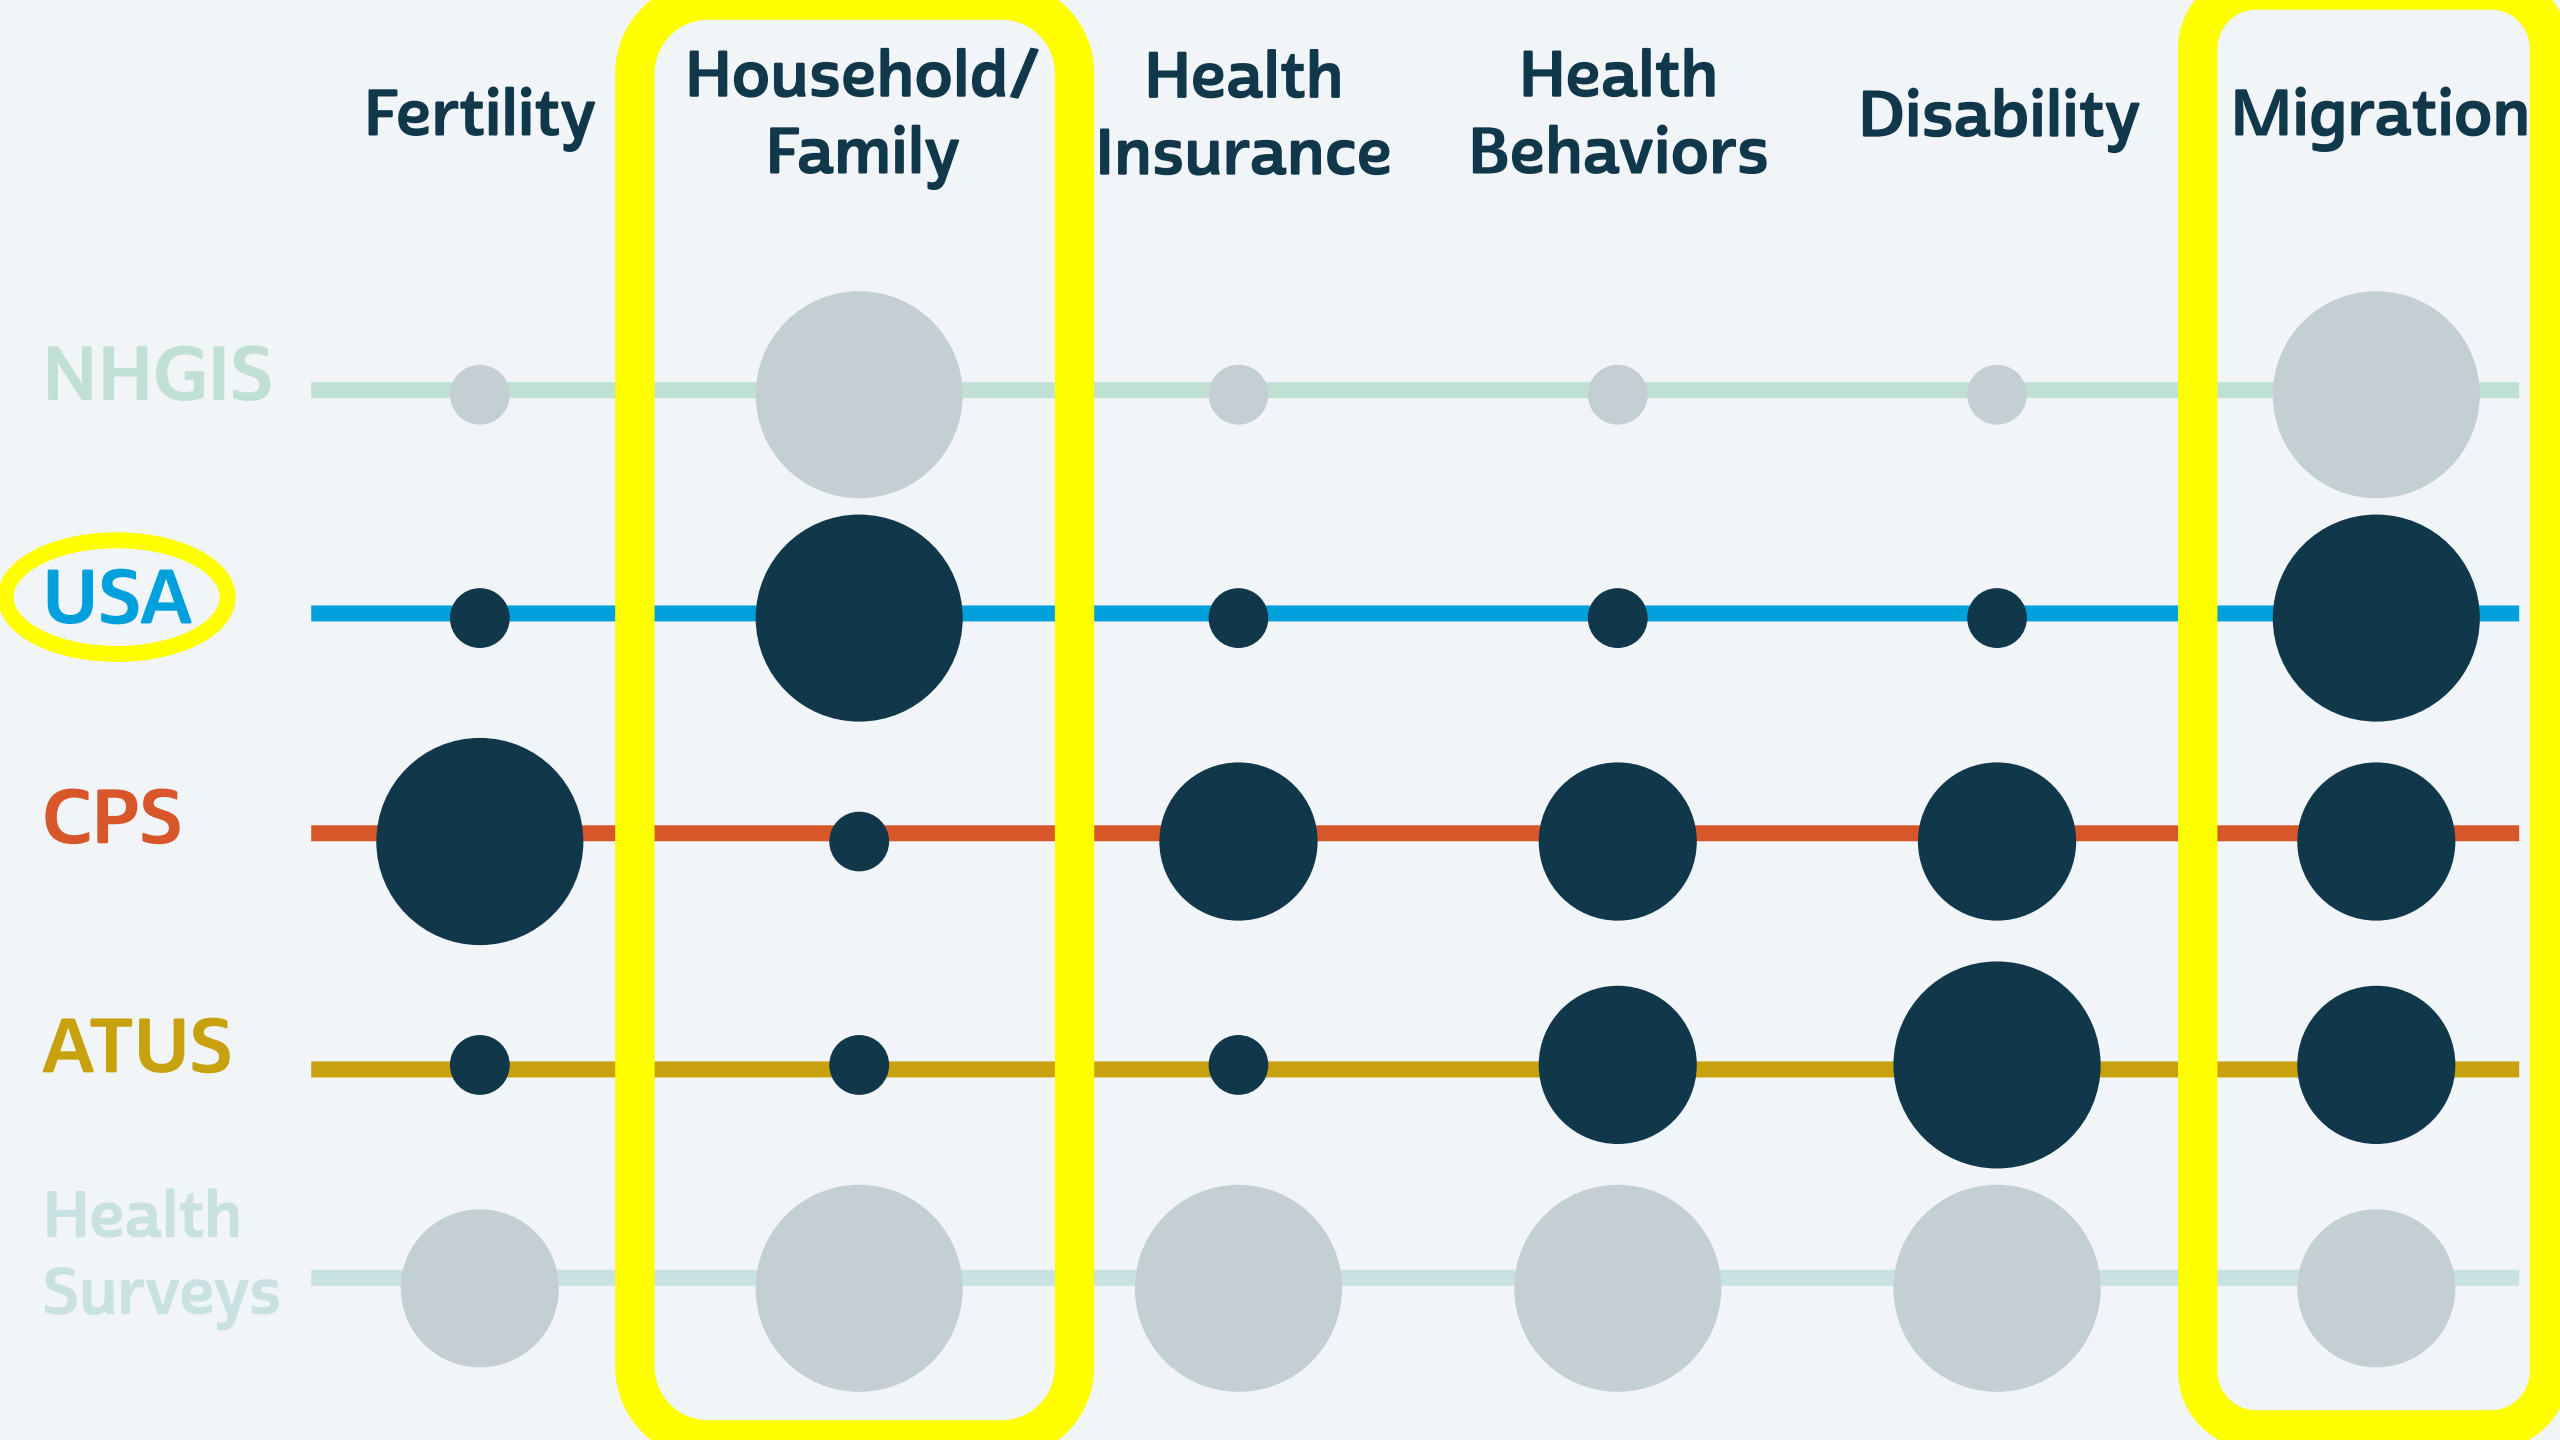 Fertility
Household/
Family
Health
Insurance
Health
Behaviors
Disability
Migration
NHGIS
USA
CPS
ATUS
Health
Surveys